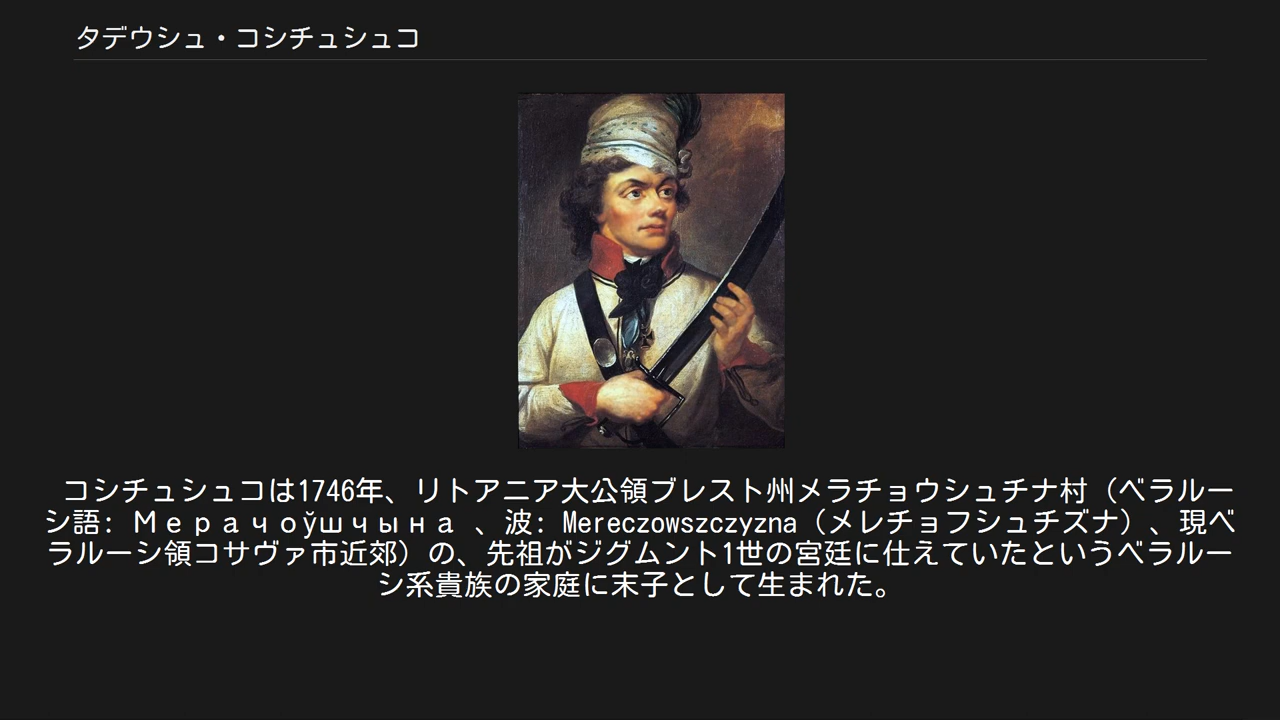 タデウシュ・コシチュシュコ
コシチュシュコは1746年、リトアニア大公領ブレスト州メラチョウシュチナ村（ベラルー
シ語: Мерачоўшчына 、波: Mereczowszczyzna（メレチョフシュチズナ）、現ベ
ラルーシ領コサヴァ市近郊）の、先祖がジグムント1世の宮廷に仕えていたというベラルー
シ系貴族の家庭に末子として生まれた。